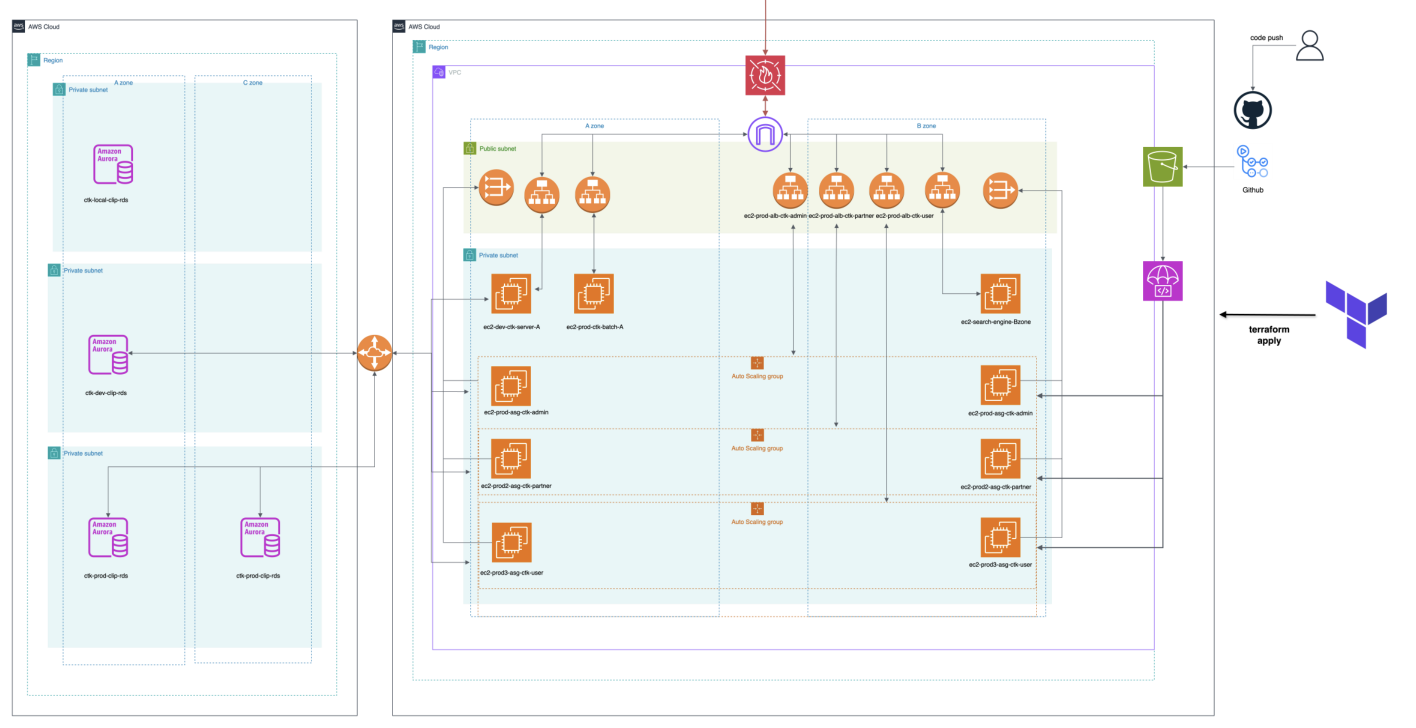 AWS Cloud
Region
A zone
C zone
Private subnet
Amazon
Aurora
ctk-local-clip-rds
Private subnet
Amazon
Aurora
ctk-dev-clip-rds
Private subnet
Amazon
Aurora
Amazon
Aurora
ctk-prod-clip-rds
ctk-prod-clip-rds
aws
AWS Cloud
Region
VPC
A zone
B zone
Public subnet
ec2-prod-alb-ctk-admin
ec2-prod-alb-ctk-partner
ec2-prod-alb-ctk-user
Private subnet
ec2-dev-ctk-server-A
ec2-prod-ctk-batch-A
ec2-search-engine-Bzone
Auto Scaling group
ec2-prod-asg-ctk-admin
ec2-prod-asg-ctk-admin
Auto Scaling group
ec2-prod2-asg-ctk-partner
ec2-prod2-asg-ctk-partner
Auto Scaling group
ec2-prod3-asg-ctk-user
ec2-prod3-asg-ctk-user
code push
Github
terraform
apply